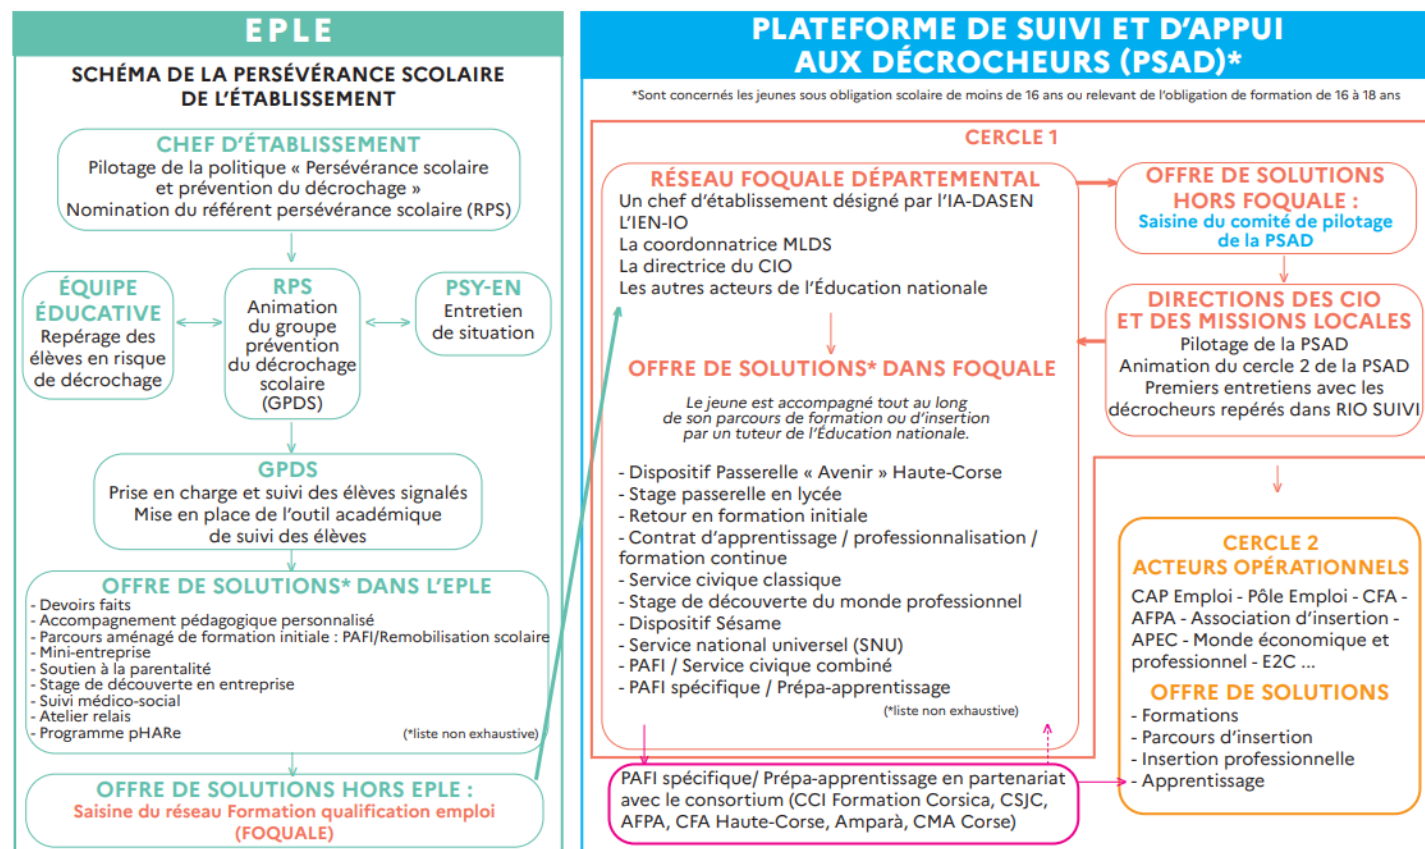 EPLE
SCHÉMA DE LA PERSÉVÉRANCE SCOLAIRE
DE L'ÉTABLISSEMENT
CHEF D'ÉTABLISSEMENT
Pilotage de la politique « Persévérance scolaire
et prévention du décrochage »
Nomination du référent persévérance scolaire (RPS)
ÉQUIPE
ÉDUCATIVE
Repérage des
élèves en risque
de décrochage
RPS
Animation
du groupe
prévention
du décrochage
scolaire
(GPDS)
PSY-EN
Entretien
de situation
GPDS
Prise en charge et suivi des élèves signalés
Mise en place de l'outil académique
de suivi des élèves
OFFRE DE SOLUTIONS* DANS L'EPLE
- Devoirs faits
- Accompagnement pédagogique personnalisé
- Parcours aménagé de formation initiale : PAFI/Remobilisation scolaire
- Mini-entreprise
- Soutien à la parentalité
- Stage de découverte en entreprise
- Suivi médico-social
- Atelier relais
- Programme pHARe (*liste non exhaustive)
OFFRE DE SOLUTIONS HORS EPLE :
Saisine du réseau Formation qualification emploi
(FOQUALE)
PLATEFORME DE SUIVI ET D'APPUI
AUX DÉCROCHEURS (PSAD)*
*Sont concernés les jeunes sous obligation scolaire de moins de 16 ans ou relevant de l'obligation de formation de 16 à 18 ans
CERCLE 1
RÉSEAU FOQUALE DÉPARTEMENTAL
Un chef d'établissement désigné par l'IA-DASEN
L'IEN-IO
La coordonnatrice MLDS
La directrice du CIO
Les autres acteurs de l'Éducation nationale
OFFRE DE SOLUTIONS* DANS FOQUALE
Le jeune est accompagné tout au long
de son parcours de formation ou d'insertion
par un tuteur de l'Éducation nationale.
- Dispositif Passerelle « Avenir » Haute-Corse
- Stage passerelle en lycée
- Retour en formation initiale
- Contrat d'apprentissage / professionnalisation /
formation continue
- Service civique classique
- Stage de découverte du monde professionnel
- Dispositif Sésame
- Service national universel (SNU)
- PAFI / Service civique combiné
- PAFI spécifique / Prépa-apprentissage
(*liste non exhaustive)
PAFI spécifique/ Prépa-apprentissage en partenariat
avec le consortium (CCI Formation Corsica, CSJC,
AFPA, CFA Haute-Corse, Amparà, CMA Corse)
OFFRE DE SOLUTIONS
HORS FOQUALE :
Saisine du comité de pilotage
de la PSAD
DIRECTIONS DES CIO
ET DES MISSIONS LOCALES
Pilotage de la PSAD
Animation du cercle 2 de la PSAD
Premiers entretiens avec les
décrocheurs repérés dans RIO SUIVI
CERCLE 2
ACTEURS OPÉRATIONNELS
CAP Emploi - Pôle Emploi - CFA -
AFPA - Association d'insertion -
APEC - Monde économique et
professionnel - E2C ...
OFFRE DE SOLUTIONS
- Formations
- Parcours d'insertion
- Insertion professionnelle
- Apprentissage